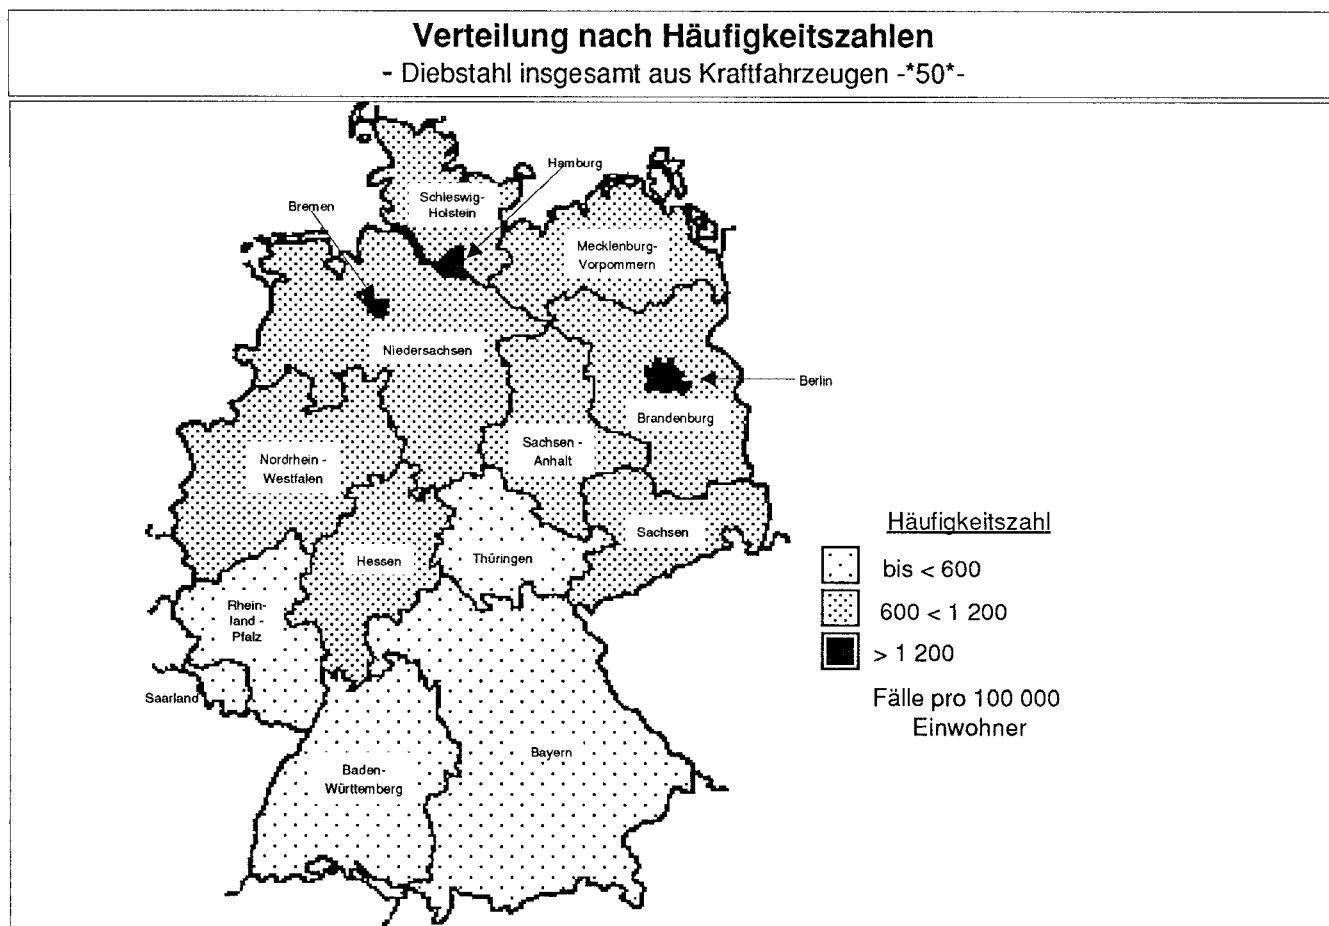 Verteilung nach Häufigkeitszahlen
- Diebstahl insgesamt aus Kraftfahrzeugen -*50*-
Hamburg
Schleswig-
Holstein
Bremen
Mecklenburg-
Vorpommern
Niedersachsen
Berlin
Brandenburg
Sachsen -
Anhalt
Nordrhein -
Westfalen
Sachsen
Hessen
Thüringen
Rhein-
land -
Pfalz
Saarland
Bayern
Baden-
Württemberg
Häufigkeitszahl
bis < 600
600 < 1 200
> 1 200
Fälle pro 100 000
Einwohner